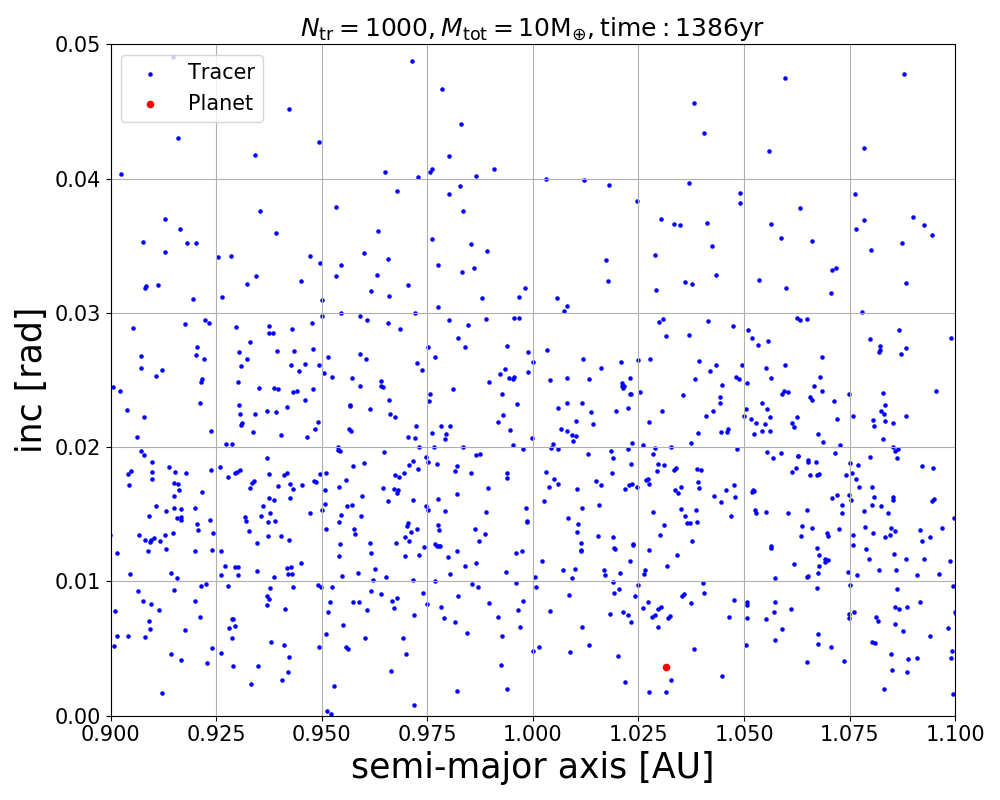 N_tr = 1000, M_tot = 10M_⊕, time : 1386yr
Tracer
Planet
inc [rad]
0.05
0.04
0.03
0.02
0.01
0.00
0.900 0.925 0.950 0.975 1.000 1.025 1.050 1.075 1.100
semi-major axis [AU]